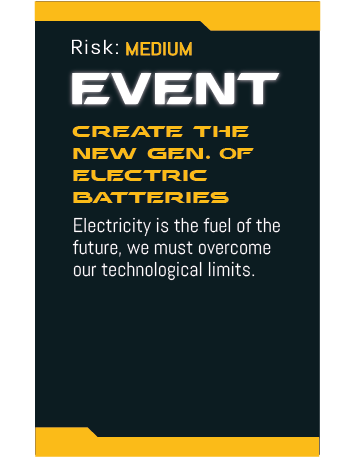 Risk: MEDIUM
EVENT
CREATE THE
NEW GEN. OF
ELECTRIC
BATTERIES
Electricity is the fuel of the
future, we must overcome
our technological limits.